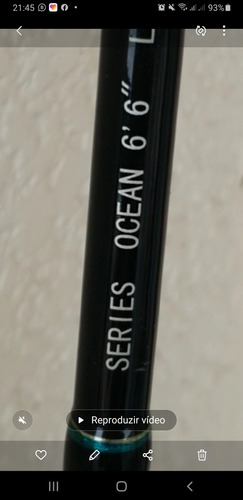 21:45
93%
SERIES OCEAN 6' 6" L
Reproduzir vídeo